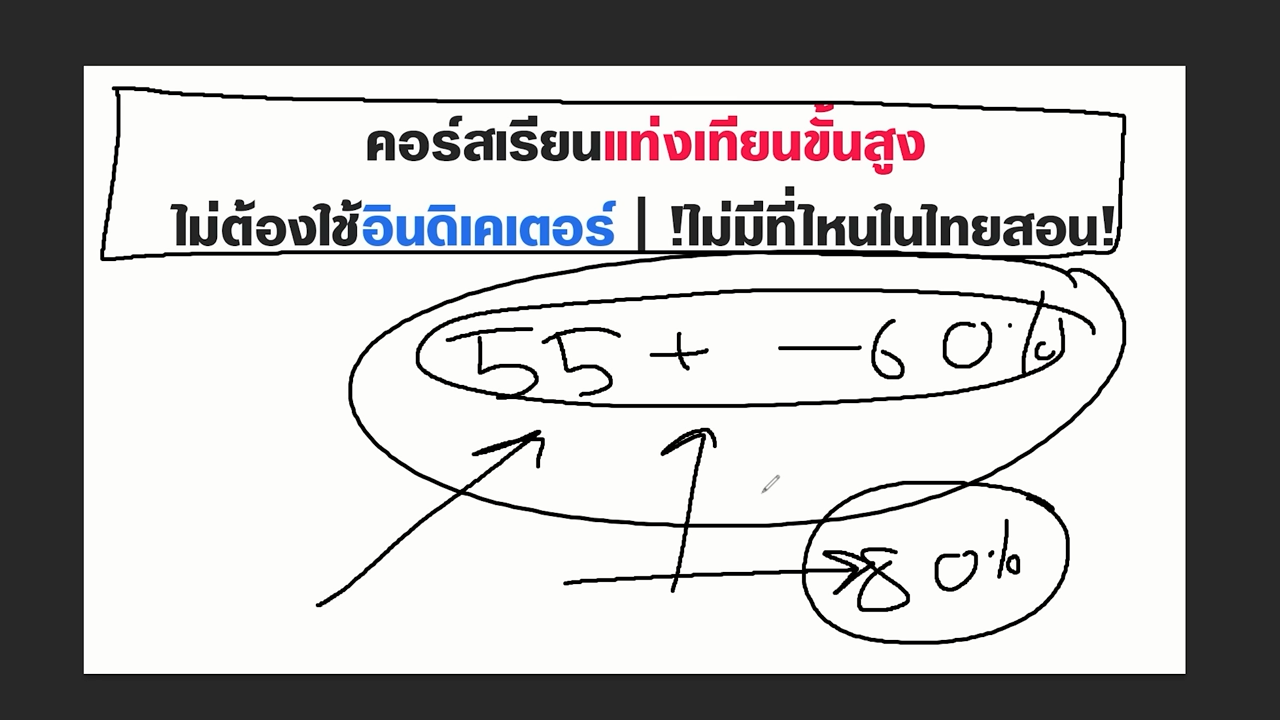 คอร์สเรียนแท่งเทียนขั้นสูง
ไม่ต้องใช้อินดิเคเตอร์ | !ไม่มีที่ไหนในไทยสอน!
55 + - 60%
80%